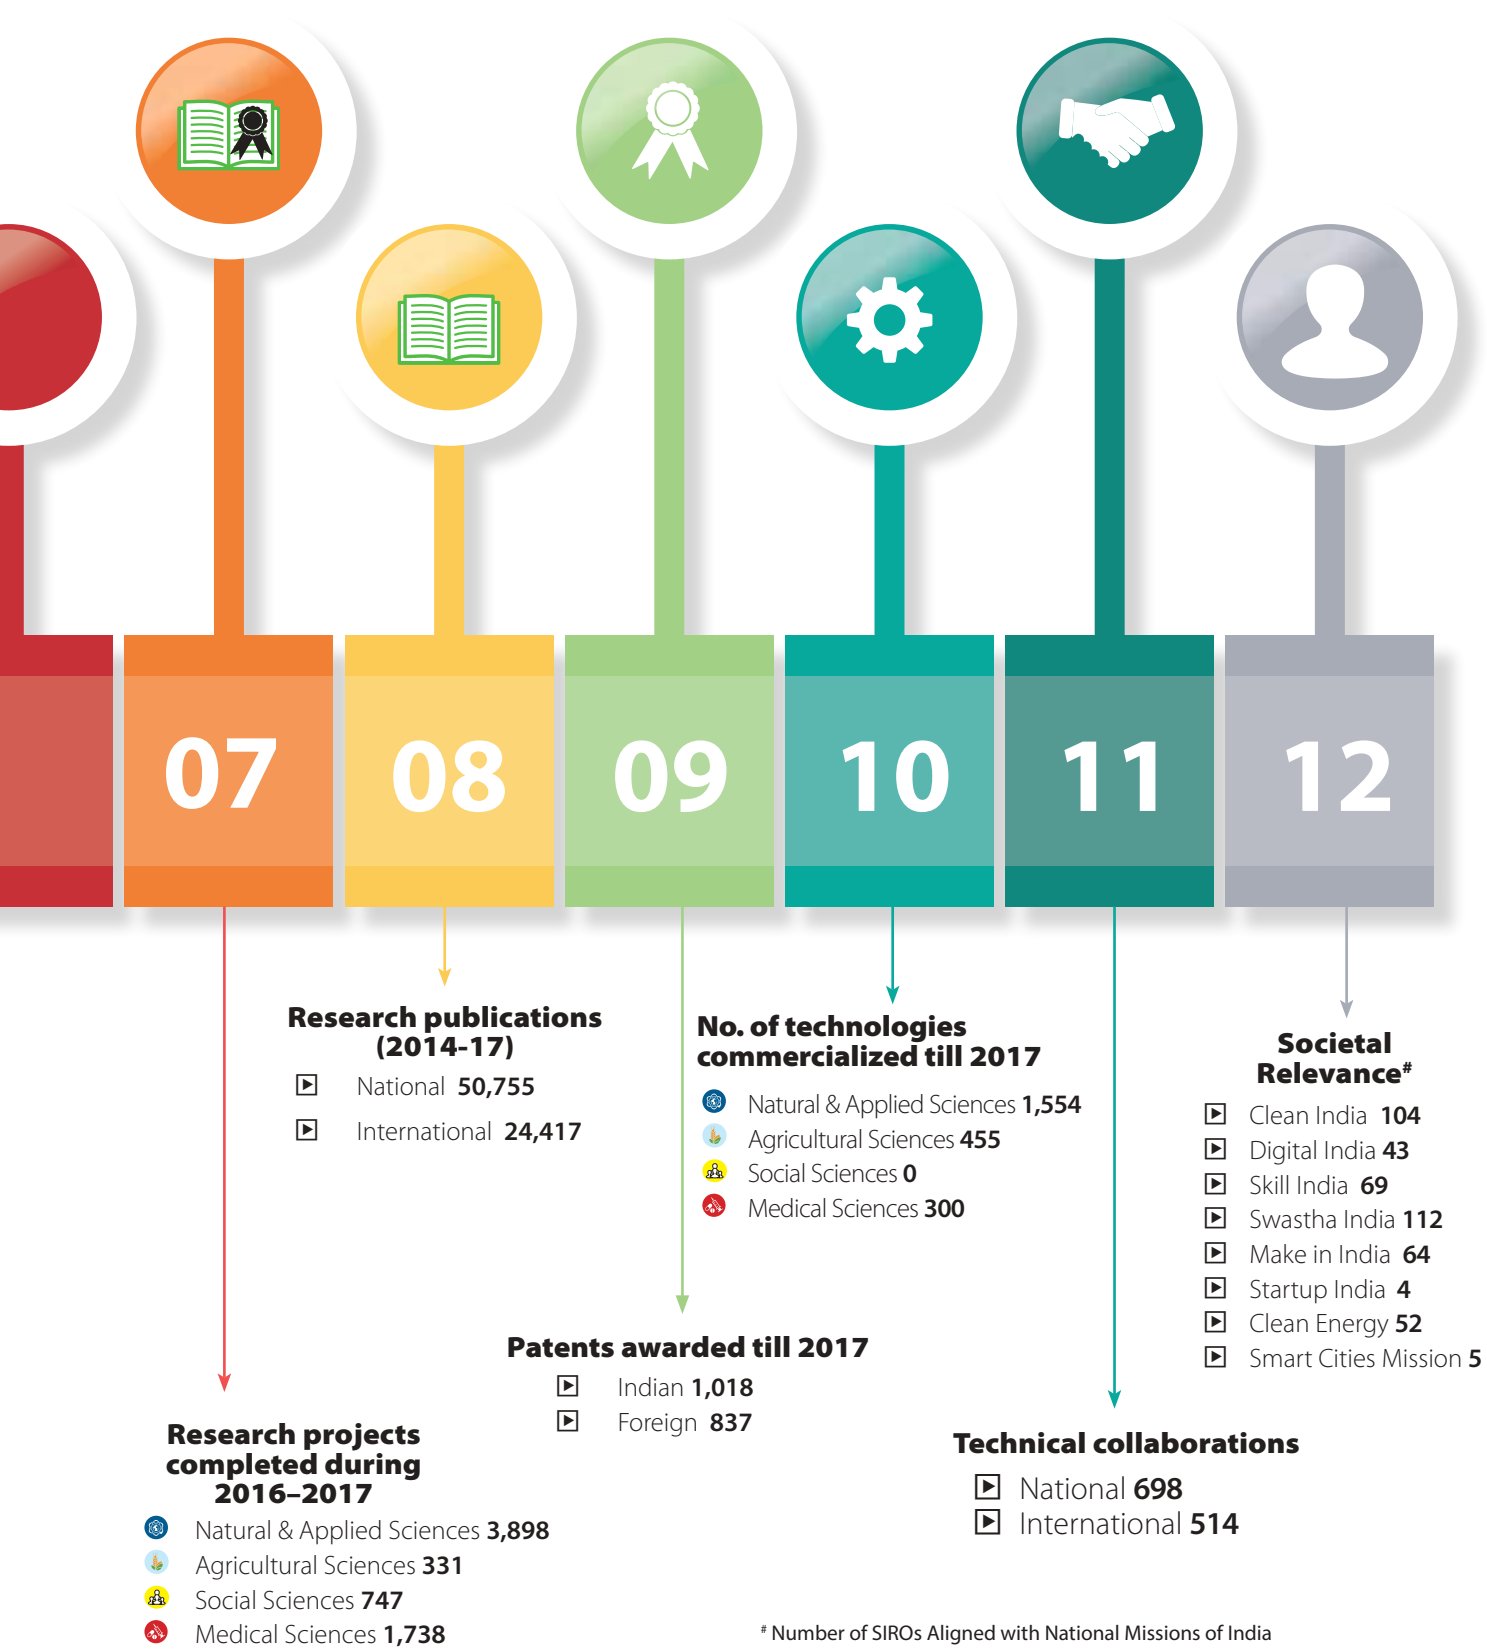 07
08
09
10
11
12
Research publications
(2014-17)
National 50,755
International 24,417
No. of technologies
commercialized till 2017
Natural & Applied Sciences 1,554
Agricultural Sciences 455
Social Sciences 0
Medical Sciences 300
Societal
Relevance#
Clean India 104
Digital India 43
Skill India 69
Swastha India 112
Make in India 64
Startup India 4
Clean Energy 52
Smart Cities Mission 5
Patents awarded till 2017
Indian 1,018
Foreign 837
Research projects
completed during
2016–2017
Natural & Applied Sciences 3,898
Agricultural Sciences 331
Social Sciences 747
Medical Sciences 1,738
Technical collaborations
National 698
International 514
# Number of SIROs Aligned with National Missions of India